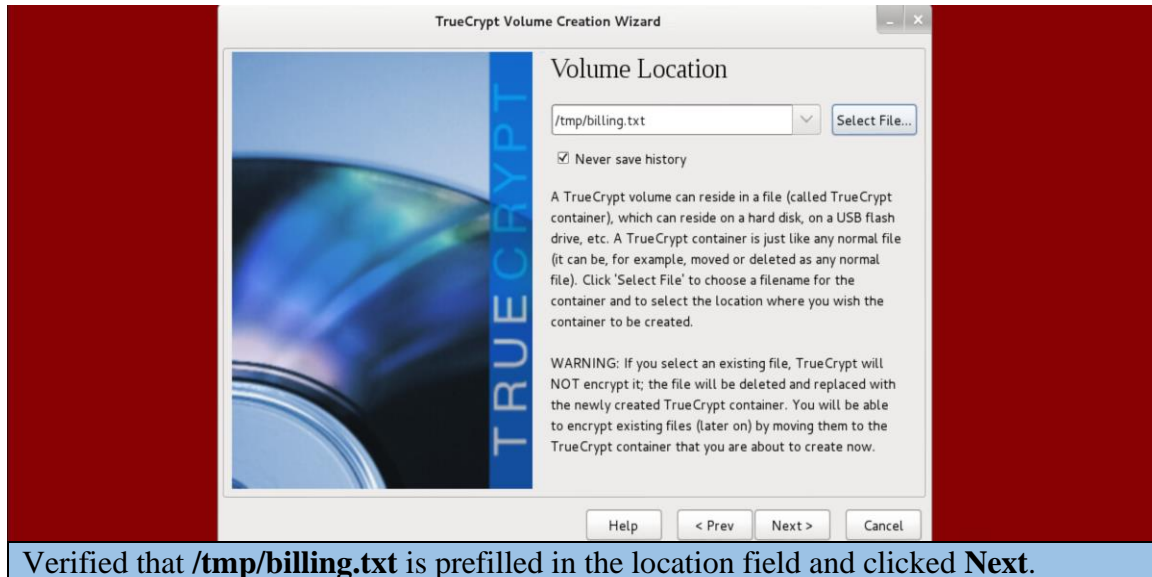 TrueCrypt Volume Creation Wizard
TRUECRYPT
Volume Location
/tmp/billing.txt
Select File...
Never save history
A TrueCrypt volume can reside in a file (called TrueCrypt
container), which can reside on a hard disk, on a USB flash
drive, etc. A TrueCrypt container is just like any normal file
(it can be, for example, moved or deleted as any normal
file). Click 'Select File' to choose a filename for the
container and to select the location where you wish the
container to be created.
WARNING: If you select an existing file, TrueCrypt will
NOT encrypt it; the file will be deleted and replaced with
the newly created TrueCrypt container. You will be able
to encrypt existing files (later on) by moving them to the
TrueCrypt container that you are about to create now.
Help
< Prev
Next >
Cancel
Verified that /tmp/billing.txt is prefilled in the location field and clicked Next.